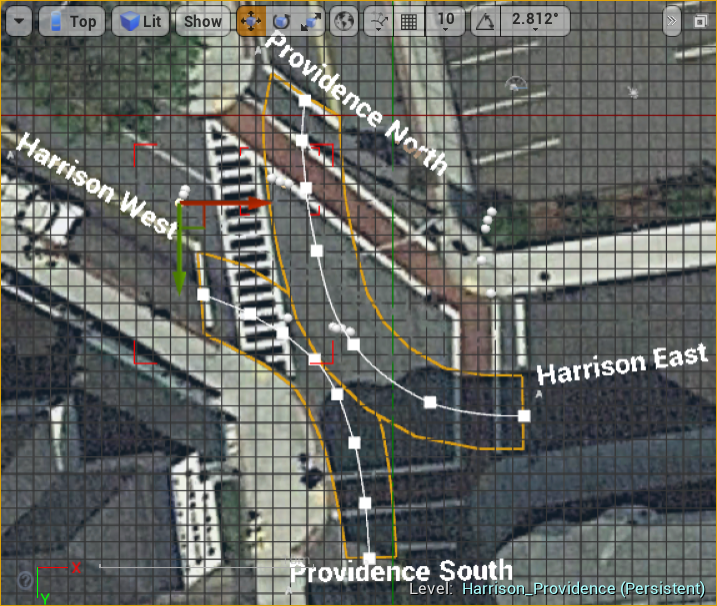 Top Lit Show 10 2.812°
Providence North
Harrison West
Harrison East
Providence South
Level: Harrison_Providence (Persistent)
X
Y